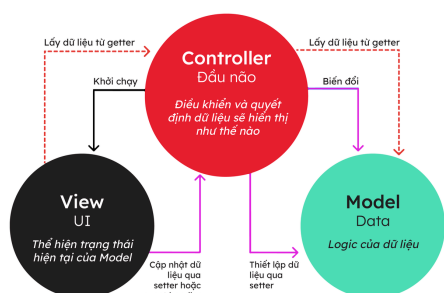 Lấy dữ liệu từ getter
Controller
Đầu não
Điều khiển và quyết
định dữ liệu sẽ hiển thị
như thế nào
Lấy dữ liệu từ getter
Khởi chạy
Biến đổi
View
UI
Thể hiện trạng thái
hiện tại của Model
Cập nhật dữ
liệu qua
setter hoặc
Thiết lập dữ
liệu qua
setter
Model
Data
Logic của dữ liệu